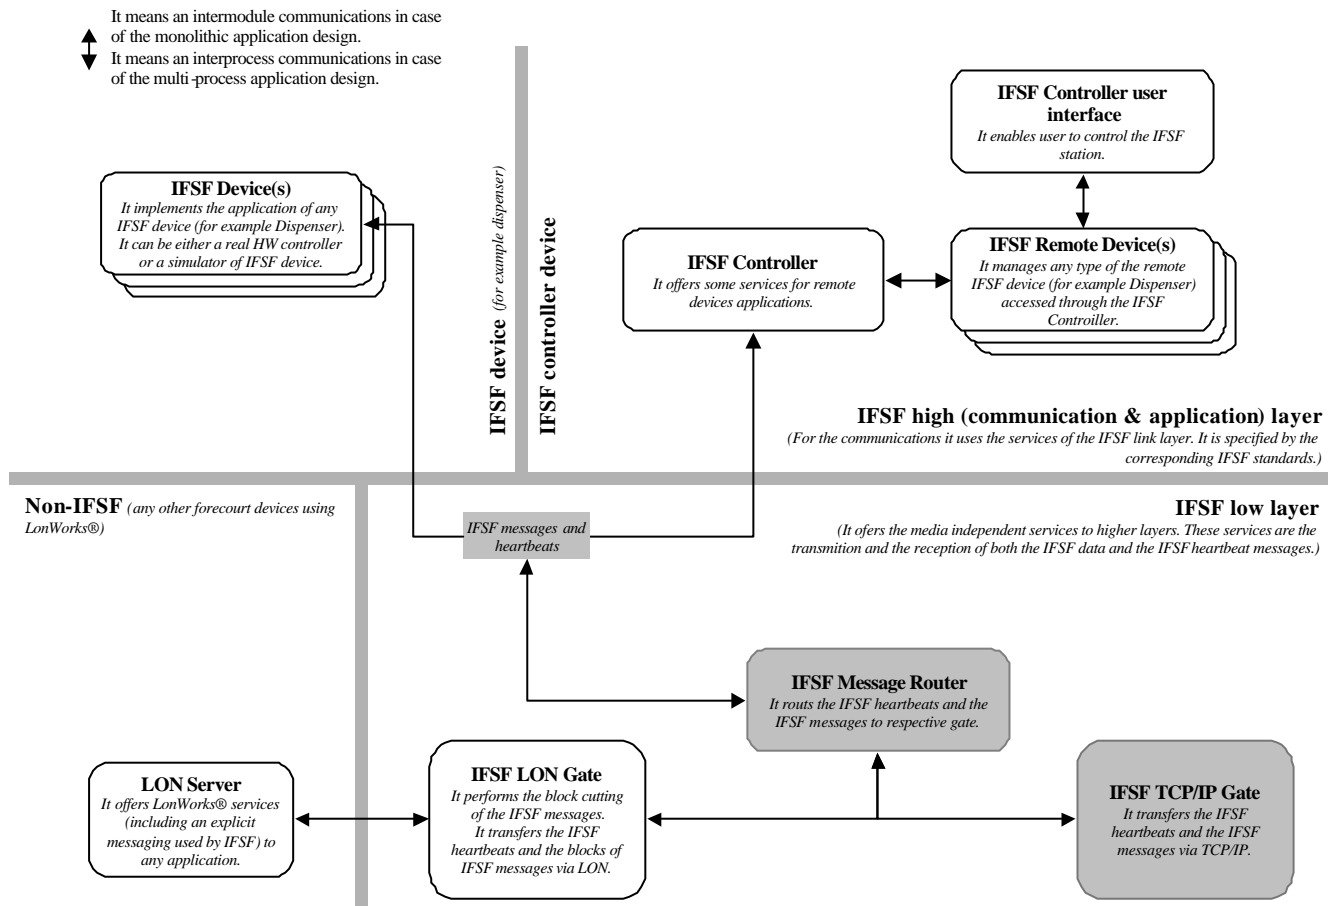 It means an intermodule communications in case
of the monolithic application design.
It means an interprocess communications in case
of the multi-process application design.
IFSF Controller user
interface
It enables user to control the IFSF
station.
IFSF Device(s)
It implements the application of any
IFSF device (for example Dispenser).
It can be either a real HW controller
or a simulator of IFSF device.
IFSF device (for example dispenser)
IFSF controller device
IFSF Controller
It offers some services for remote
devices applications.
IFSF Remote Device(s)
It manages any type of the remote
IFSF device (for example Dispenser)
accessed through the IFSF
Controiller.
IFSF high (communication & application) layer
(For the communications it uses the services of the IFSF link layer. It is specified by the
corresponding IFSF standards.)
Non-IFSF (any other forecourt devices using
LonWorks®)
IFSF messages and
heartbeats
IFSF low layer
(It ofers the media independent services to higher layers. These services are the
transmition and the reception of both the IFSF data and the IFSF heartbeat messages.)
IFSF Message Router
It routs the IFSF heartbeats and the
IFSF messages to respective gate.
LON Server
It offers LonWorks® services
(including an explicit
messaging used by IFSF) to
any application.
IFSF LON Gate
It performs the block cutting
of the IFSF messages.
It transfers the IFSF
heartbeats and the blocks of
IFSF messages via LON.
IFSF TCP/IP Gate
It transfers the IFSF
heartbeats and the IFSF
messages via TCP/IP.